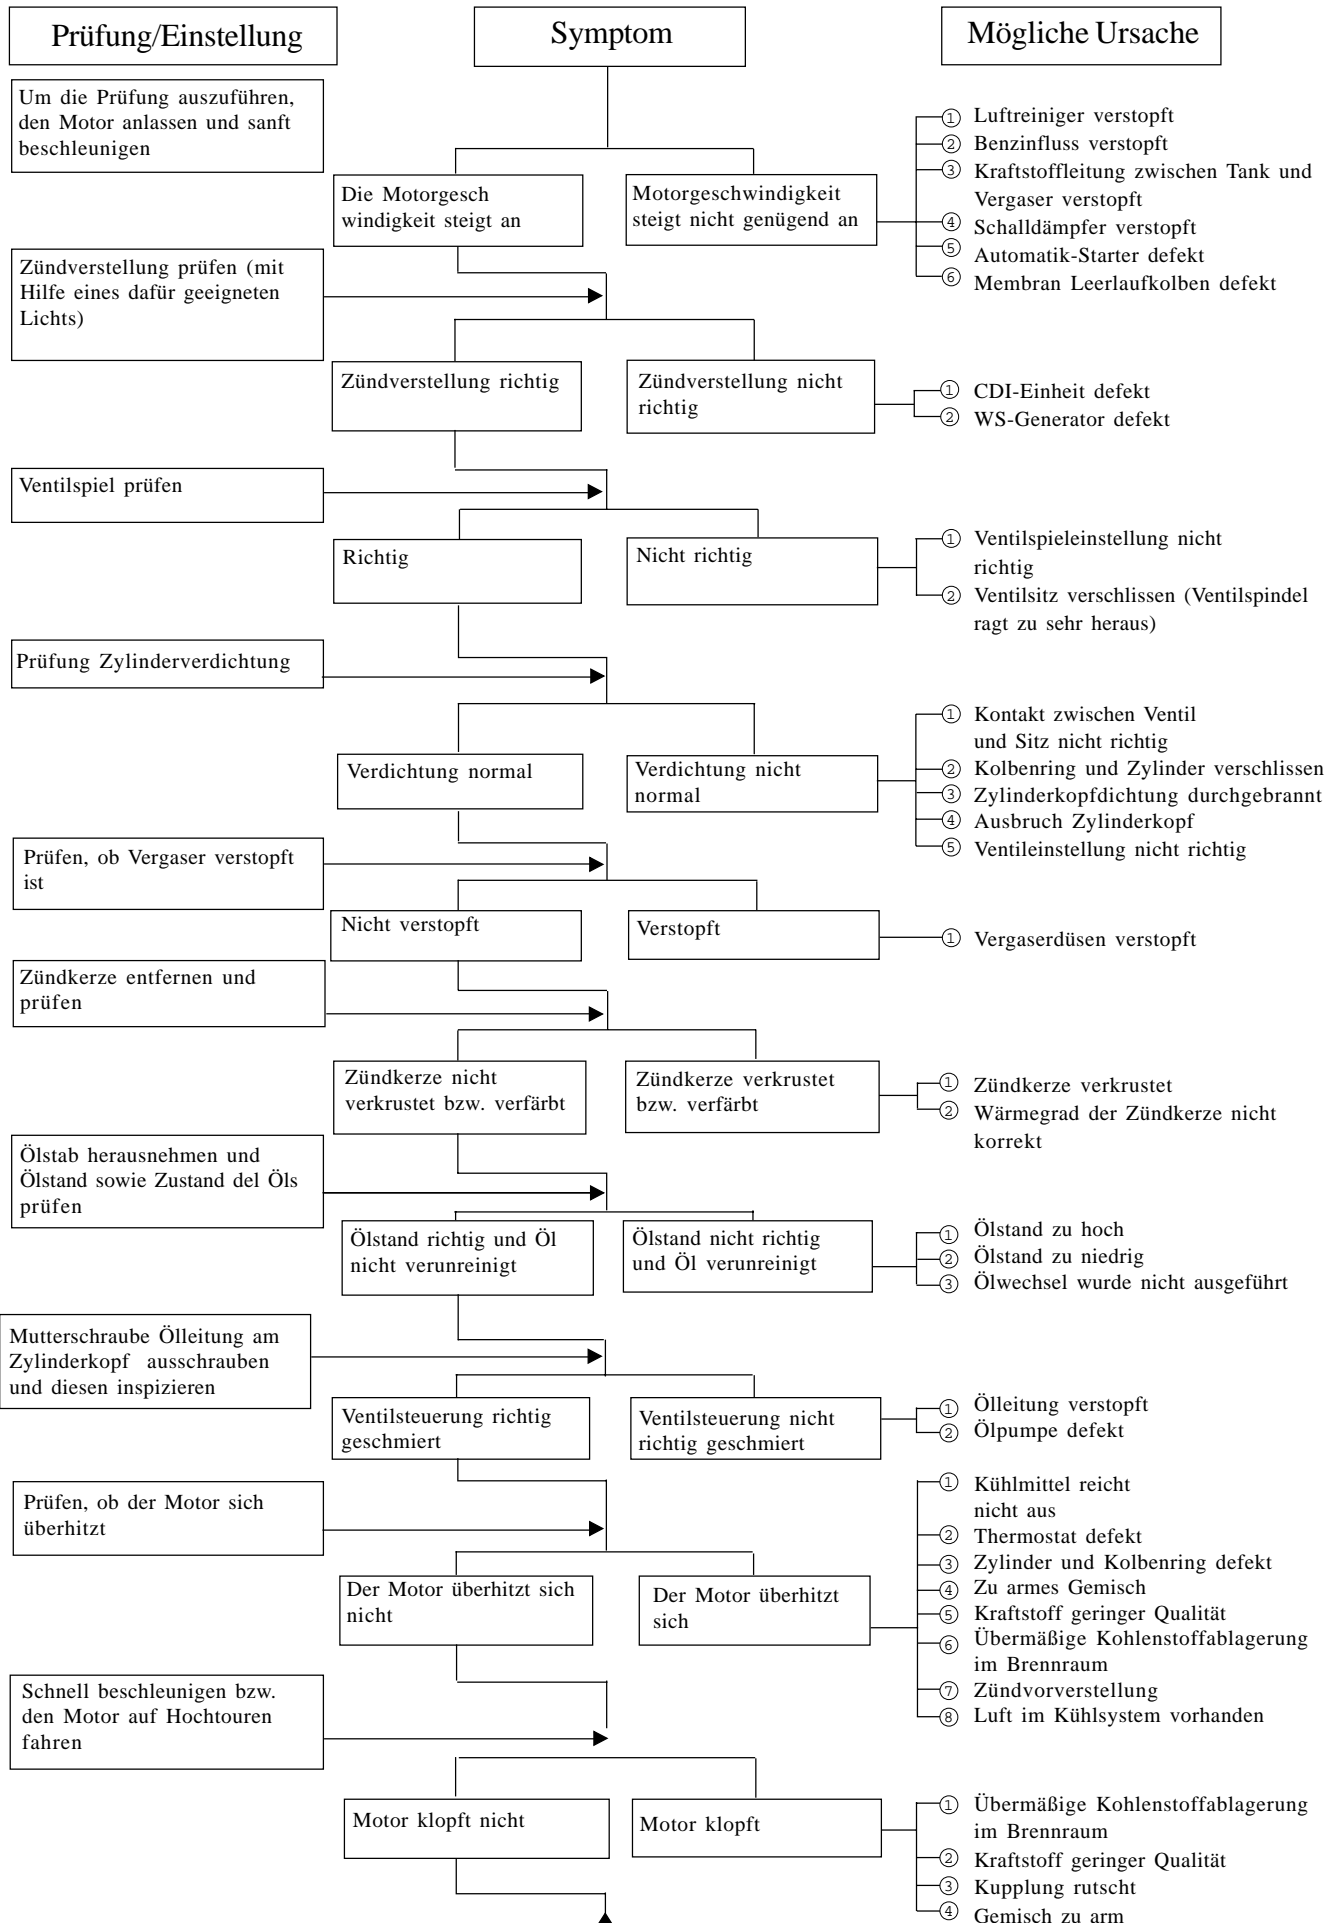 Prüfung/Einstellung
Symptom
Mögliche Ursache
Um die Prüfung auszuführen,
den Motor anlassen und sanft
beschleunigen
Die Motorgesch
windigkeit steigt an
Motorgeschwindigkeit
steigt nicht genügend an
① Luftreiniger verstopft
② Benzinfluss verstopft
③ Kraftstoffleitung zwischen Tank und
Vergaser verstopft
④ Schalldämpfer verstopft
⑤ Automatik-Starter defekt
⑥ Membran Leerlaufkolben defekt
Zündverstellung prüfen (mit
Hilfe eines dafür geeigneten
Lichts)
Zündverstellung richtig
Zündverstellung nicht
richtig
① CDI-Einheit defekt
② WS-Generator defekt
Ventilspiel prüfen
Richtig
Nicht richtig
① Ventilspieleinstellung nicht
richtig
② Ventilsitz verschlissen (Ventilspindel
ragt zu sehr heraus)
Prüfung Zylinderverdichtung
Verdichtung normal
Verdichtung nicht
normal
① Kontakt zwischen Ventil
und Sitz nicht richtig
② Kolbenring und Zylinder verschlissen
③ Zylinderkopfdichtung durchgebrannt
④ Ausbruch Zylinderkopf
⑤ Ventileinstellung nicht richtig
Prüfen, ob Vergaser verstopft
ist
Nicht verstopft
Verstopft
① Vergaserdüsen verstopft
Zündkerze entfernen und
prüfen
Zündkerze nicht
verkrustet bzw. verfärbt
Zündkerze verkrustet
bzw. verfärbt
① Zündkerze verkrustet
② Wärmegrad der Zündkerze nicht
korrekt
Ölstab herausnehmen und
Ölstand sowie Zustand del Öls
prüfen
Ölstand richtig und Öl
nicht verunreinigt
Ölstand nicht richtig
und Öl verunreinigt
① Ölstand zu hoch
② Ölstand zu niedrig
③ Ölwechsel wurde nicht ausgeführt
Mutterschraube Ölleitung am
Zylinderkopf ausschrauben
und diesen inspizieren
Ventilsteuerung richtig
geschmiert
Ventilsteuerung nicht
richtig geschmiert
① Ölleitung verstopft
② Ölpumpe defekt
Prüfen, ob der Motor sich
überhitzt
Der Motor überhitzt sich
nicht
Der Motor überhitzt
sich
① Kühlmittel reicht
nicht aus
② Thermostat defekt
③ Zylinder und Kolbenring defekt
④ Zu armes Gemisch
⑤ Kraftstoff geringer Qualität
⑥ Übermäßige Kohlenstoffablagerung
im Brennraum
⑦ Zündvorverstellung
⑧ Luft im Kühlsystem vorhanden
Schnell beschleunigen bzw.
den Motor auf Hochtouren
fahren
Motor klopft nicht
Motor klopft
① Übermäßige Kohlenstoffablagerung
im Brennraum
② Kraftstoff geringer Qualität
③ Kupplung rutscht
④ Gemisch zu arm